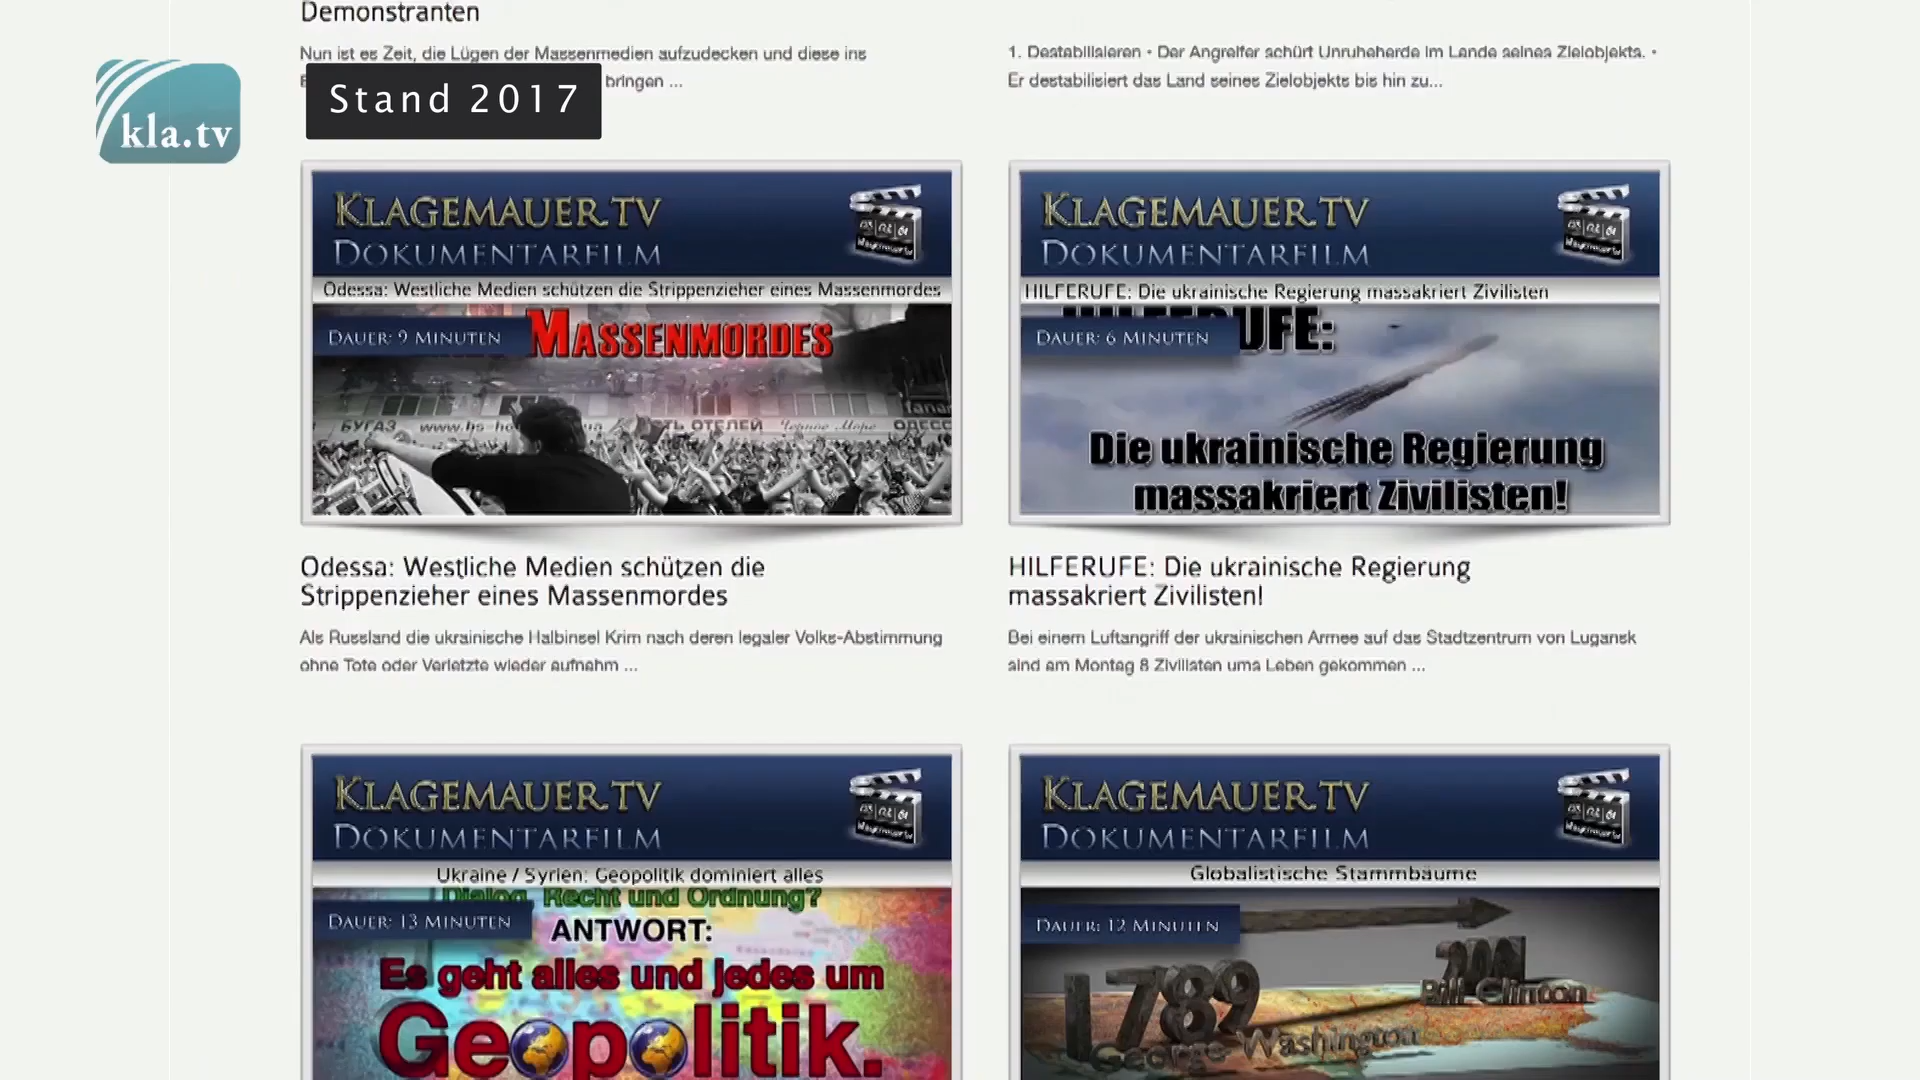 Demonstranten
Nun ist es Zeit, die Lügen der Massenmedien aufzudecken und diese ins
bringen ...
1. Destabilisieren • Der Angreifer schürt Unruheherde im Lande seines Zielobjekts. •
Er destabilisiert das Land seines Zielobjekts bis hin zu...
kla.tv
Stand 2017
KLAGEMAUER.TV
DOKUMENTARFILM
Odessa: Westliche Medien schützen die Strippenzieher eines Massenmordes
DAUER: 9 MINUTEN
MASSENMORDES
БУГАЗ
ОТЕЛЕЙ
Черное Море
Odessa: Westliche Medien schützen die
Strippenzieher eines Massenmordes
Als Russland die ukrainische Halbinsel Krim nach deren legaler Volks-Abstimmung
ohne Tote oder Verletzte wieder aufnahm ...
KLAGEMAUER.TV
DOKUMENTARFILM
HILFERUFE: Die ukrainische Regierung massakriert Zivilisten
DAUER: 6 MINUTEN
Die ukrainische Regierung
massakriert Zivilisten!
HILFERUFE: Die ukrainische Regierung
massakriert Zivilisten!
Bei einem Luftangriff der ukrainischen Armee auf das Stadtzentrum von Lugansk
sind am Montag 8 Zivilisten ums Leben gekommen ...
KLAGEMAUER.TV
DOKUMENTARFILM
Ukraine / Syrien: Geopolitik dominiert alles
Dialog, Recht und Ordnung?
DAUER: 13 MINUTEN
ANTWORT:
Es geht alles und jedes um
Geopolitik.
KLAGEMAUER.TV
DOKUMENTARFILM
Globalistische Stammbäume
DAUER: 12 MINUTEN
1789
George Washington
2001
Bill Clinton